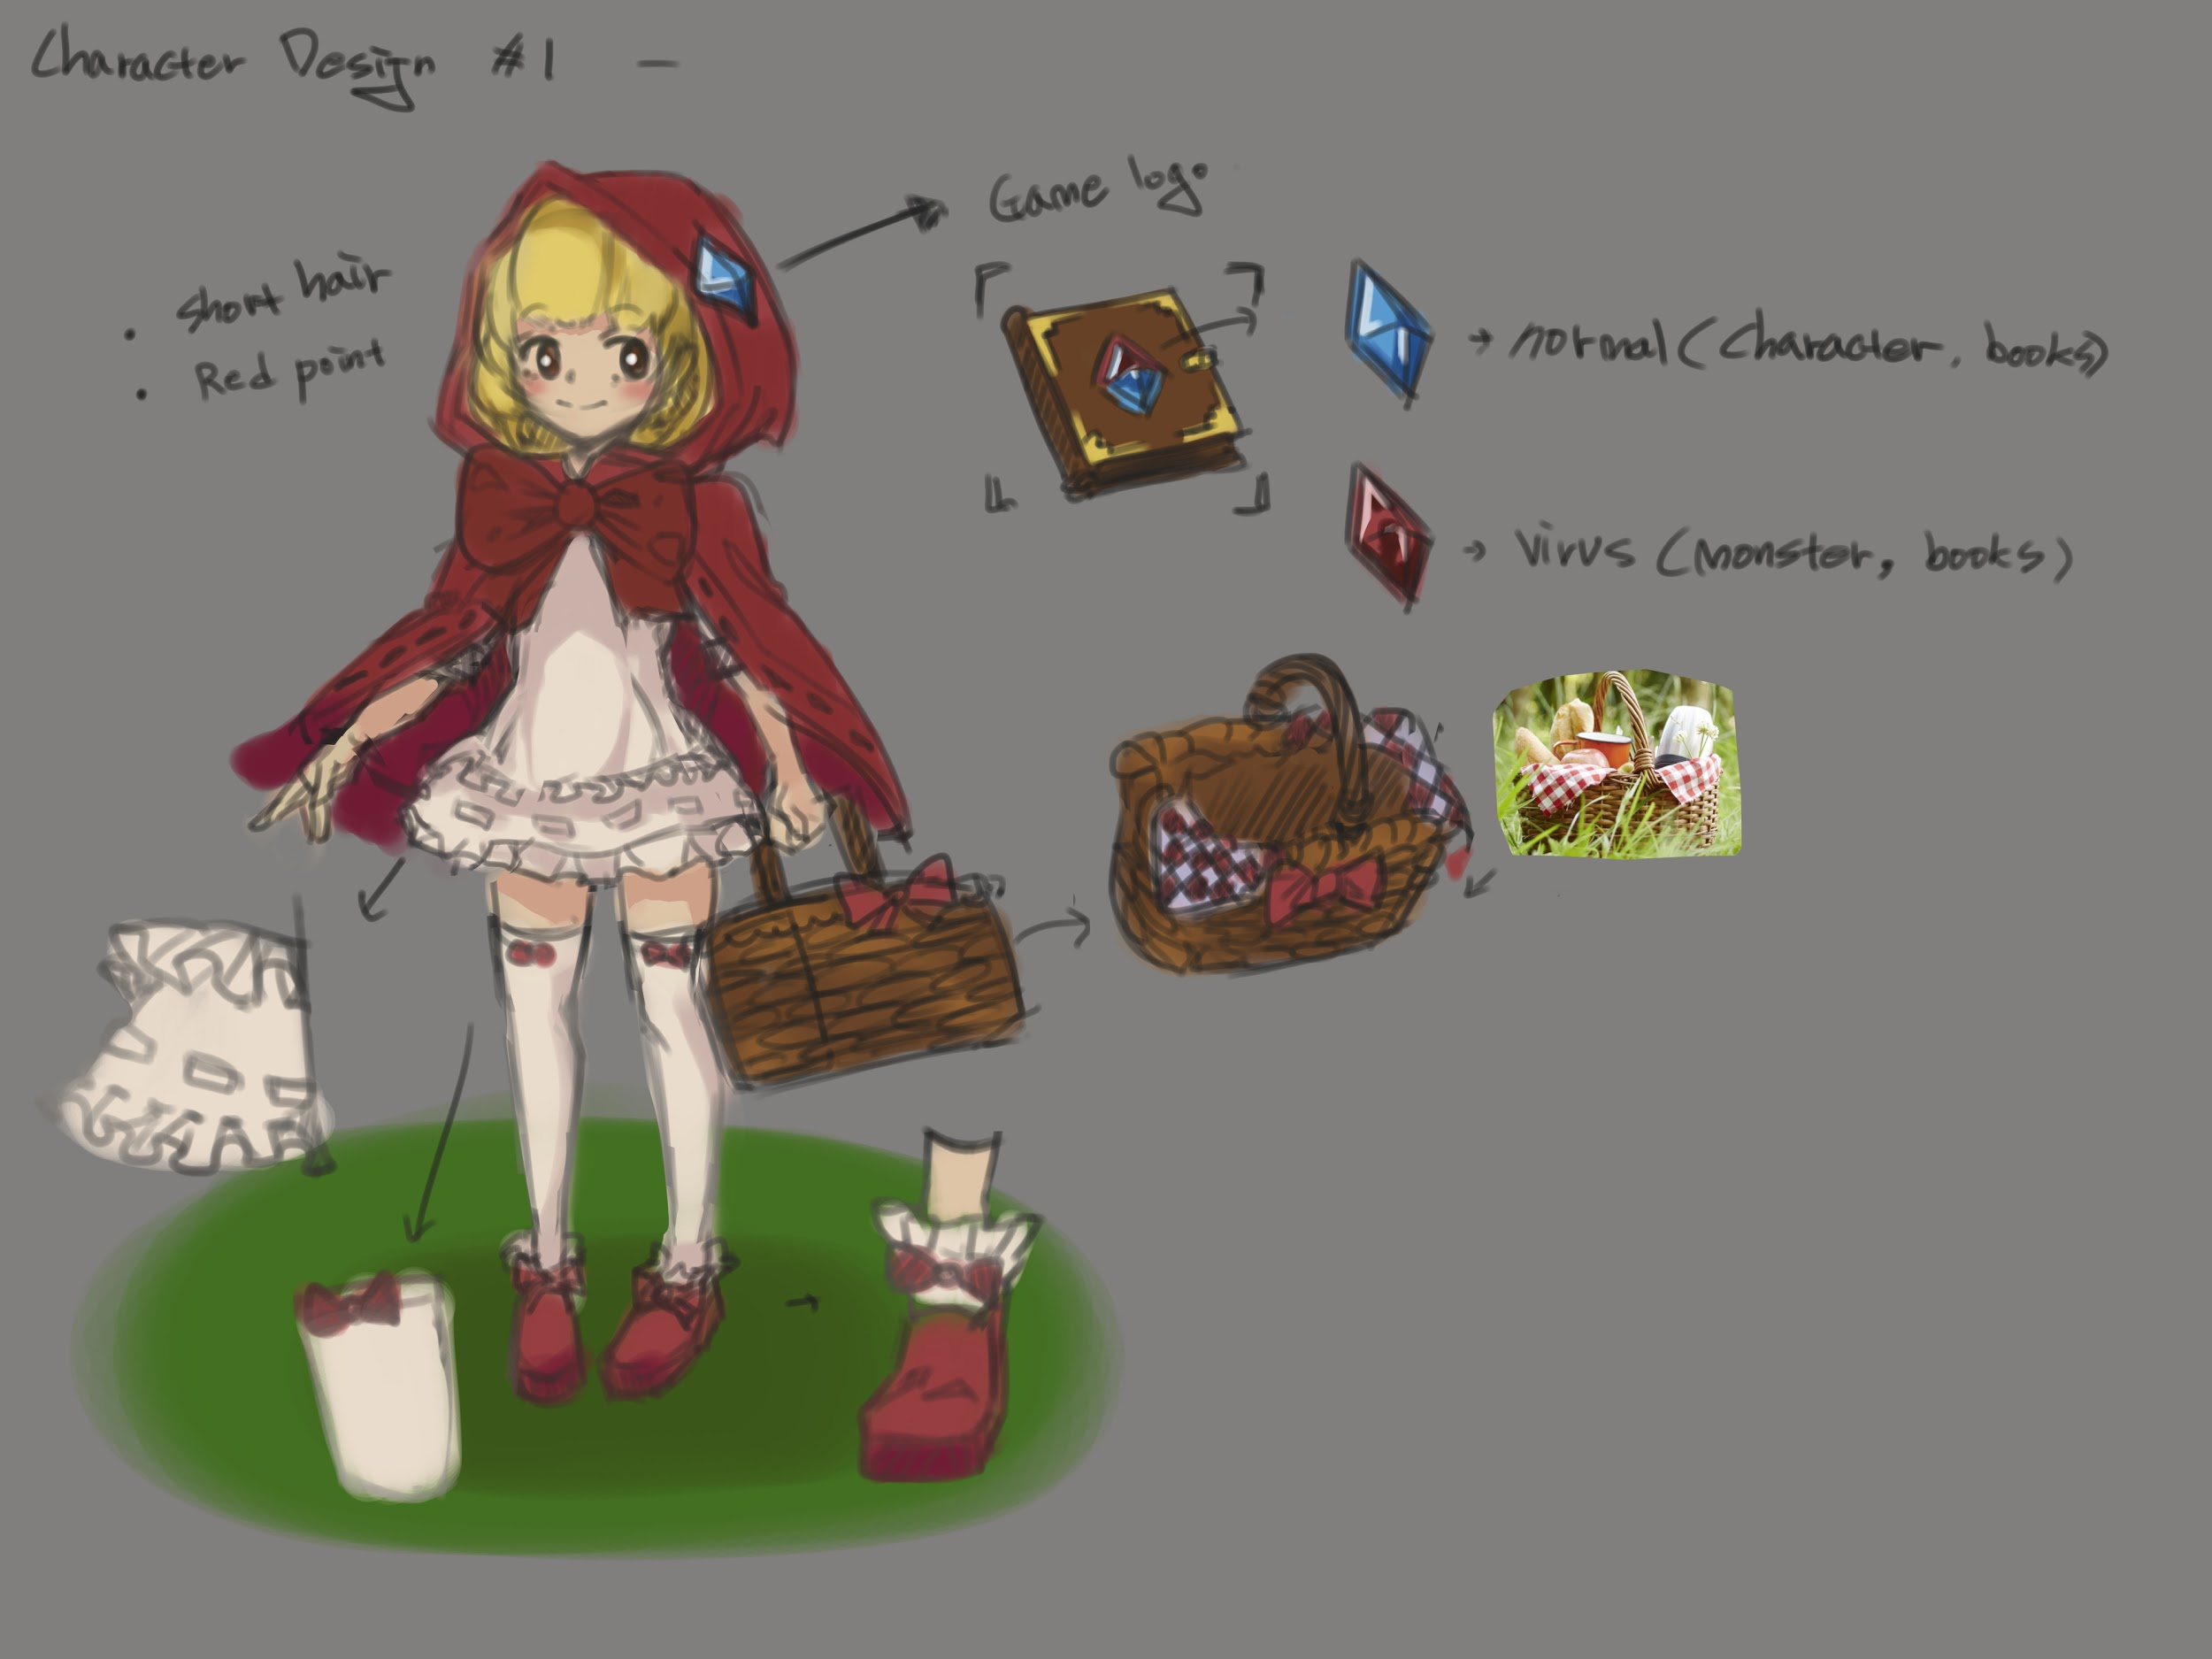 Character Design #1 —
Game logo
• Short hair
• Red point
→ normal (Character, books)
→ Virus (Monster, books)